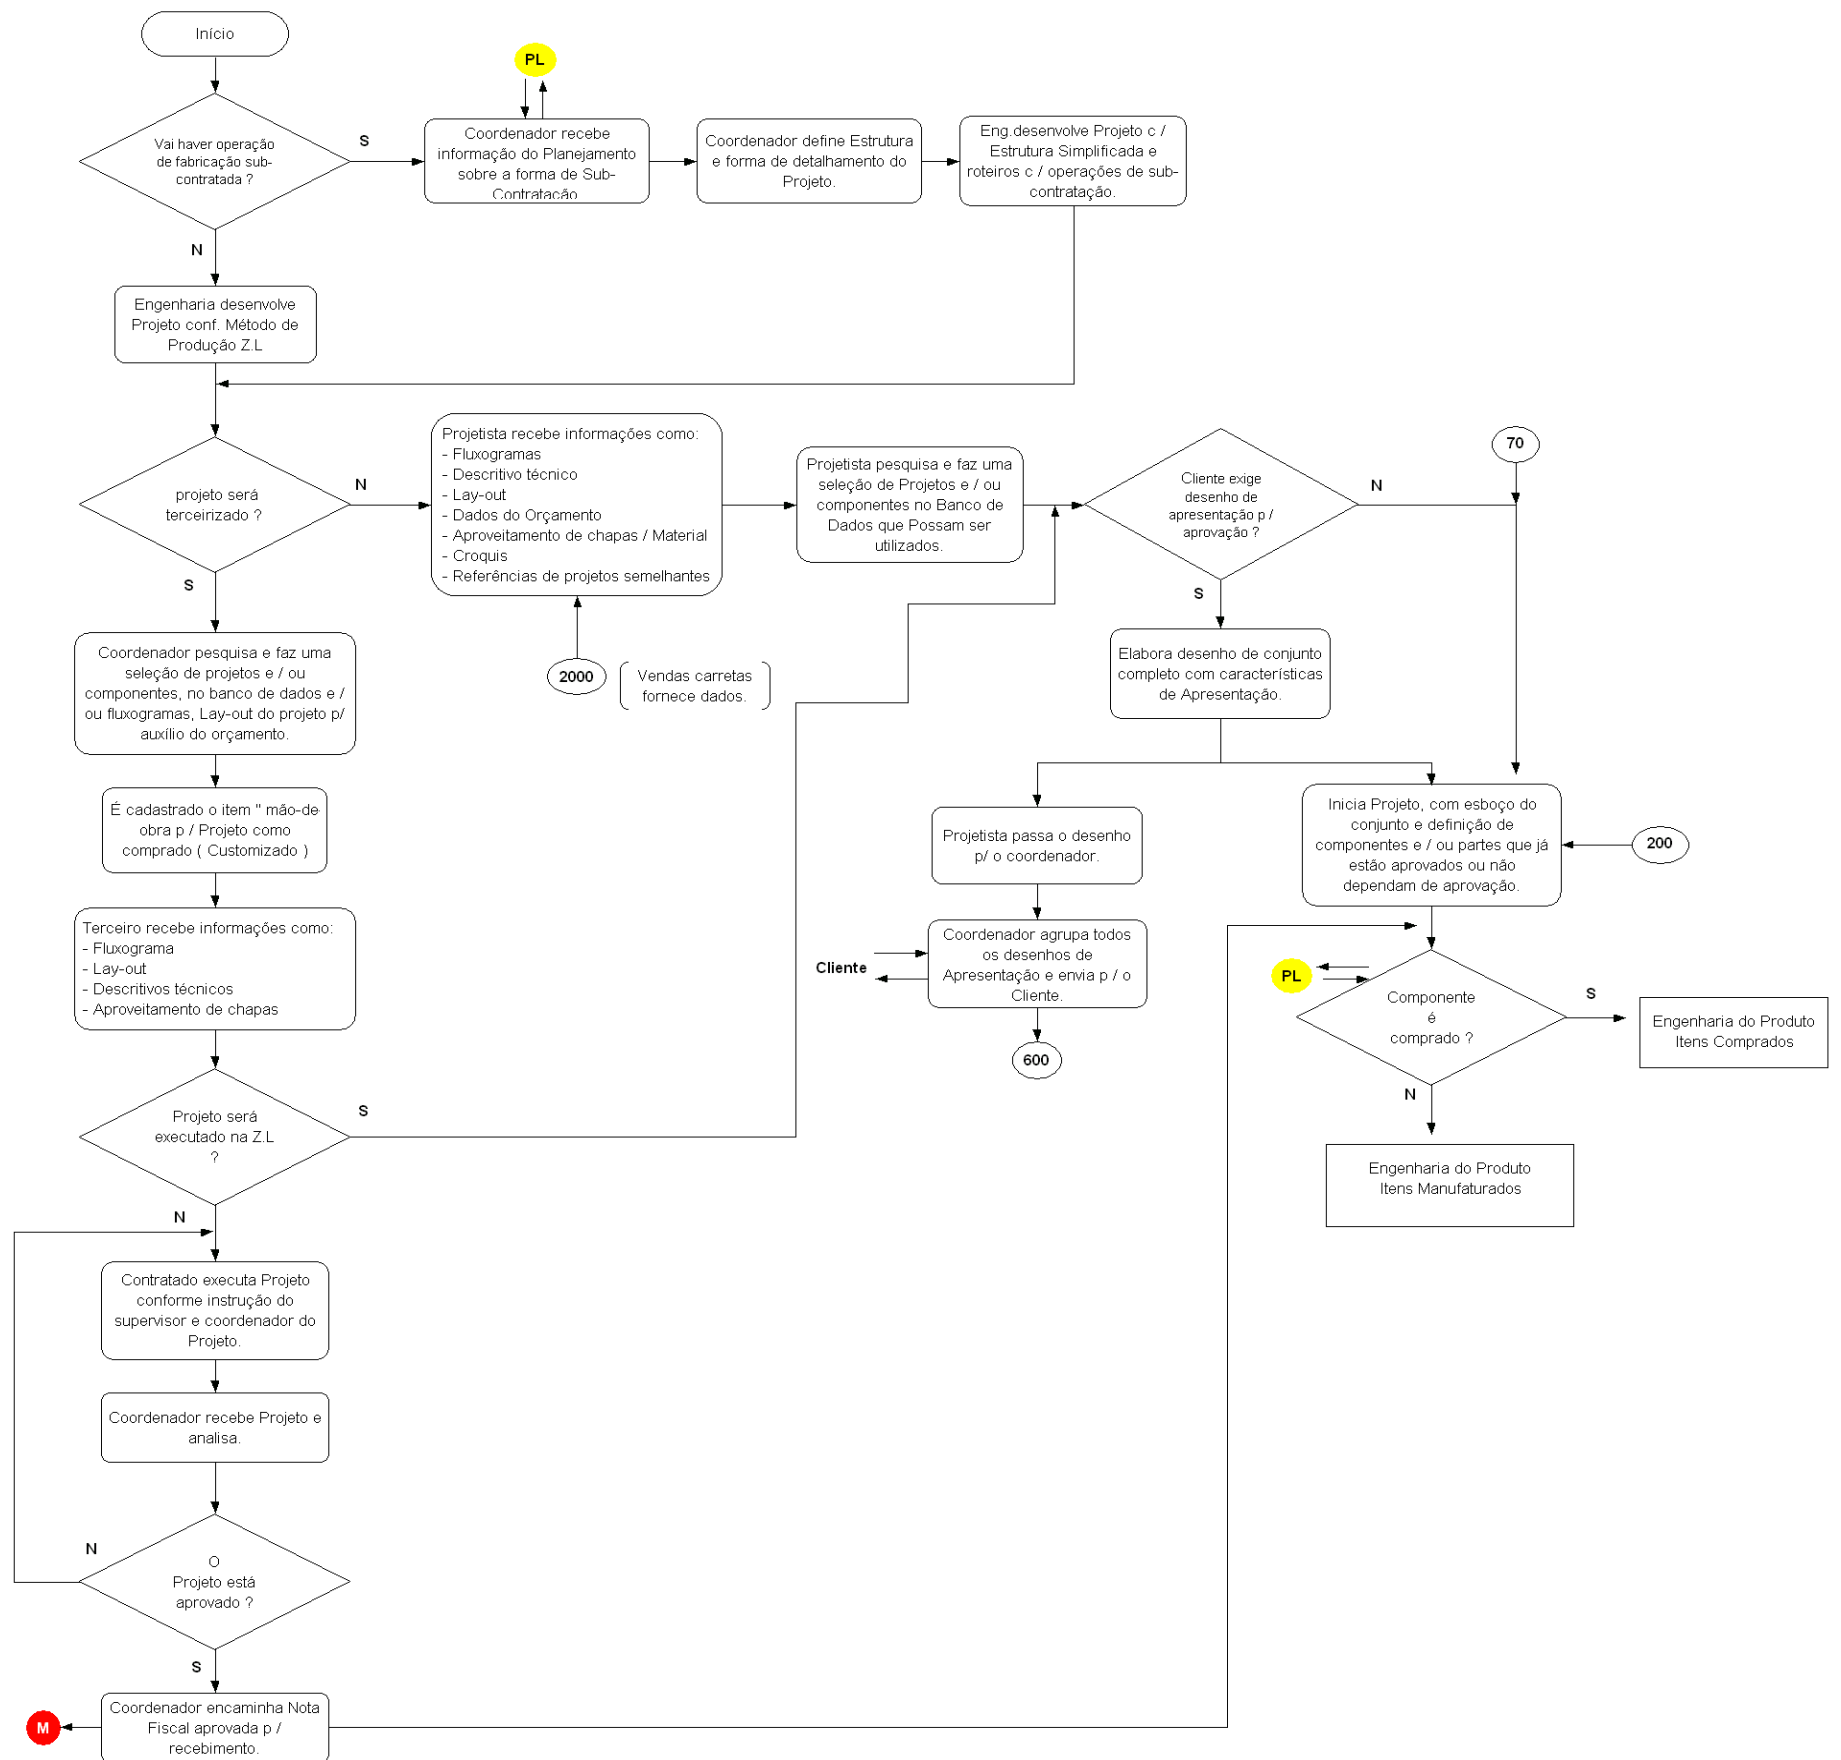 Início
PL
Vai haver operação
de fabricação sub-
contratada ?
S
Coordenador recebe
informação do Planejamento
sobre a forma de Sub-
Contratação
Coordenador define Estrutura
e forma de detalhamento do
Projeto.
Eng.desenvolve Projeto c /
Estrutura Simplificada e
roteiros c / operações de sub-
contratação.
N
Engenharia desenvolve
Projeto conf. Método de
Produção Z.L
projeto será
terceirizado ?
N
Projetista recebe informações como:
- Fluxogramas
- Descritivo técnico
- Lay-out
- Dados do Orçamento
- Aproveitamento de chapas / Material
- Croquis
- Referências de projetos semelhantes
Projetista pesquisa e faz uma
seleção de Projetos e / ou
componentes no Banco de
Dados que Possam ser
utilizados.
Cliente exige
desenho de
apresentação p /
aprovação ?
N
70
S
S
2000
Vendas carretas
fornece dados.
Elabora desenho de conjunto
completo com características
de Apresentação.
Coordenador pesquisa e faz uma
seleção de projetos e / ou
componentes, no banco de dados e /
ou fluxogramas, Lay-out do projeto p/
auxílio do orçamento.
É cadastrado o item " mão-de
obra p / Projeto como
comprado ( Customizado )
Projetista passa o desenho
p/ o coordenador.
Inicia Projeto, com esboço do
conjunto e definição de
componentes e / ou partes que já
estão aprovados ou não
dependam de aprovação.
200
Terceiro recebe informações como:
- Fluxograma
- Lay-out
- Descritivos técnicos
- Aproveitamento de chapas
Cliente
Coordenador agrupa todos
os desenhos de
Apresentação e envia p / o
Cliente.
600
PL
Componente
é
comprado ?
S
Engenharia do Produto
Itens Comprados
N
Engenharia do Produto
Itens Manufaturados
Projeto será
executado na Z.L
?
S
N
Contratado executa Projeto
conforme instrução do
supervisor e coordenador do
Projeto.
Coordenador recebe Projeto e
analisa.
N
O
Projeto está
aprovado ?
S
M
Coordenador encaminha Nota
Fiscal aprovada p /
recebimento.